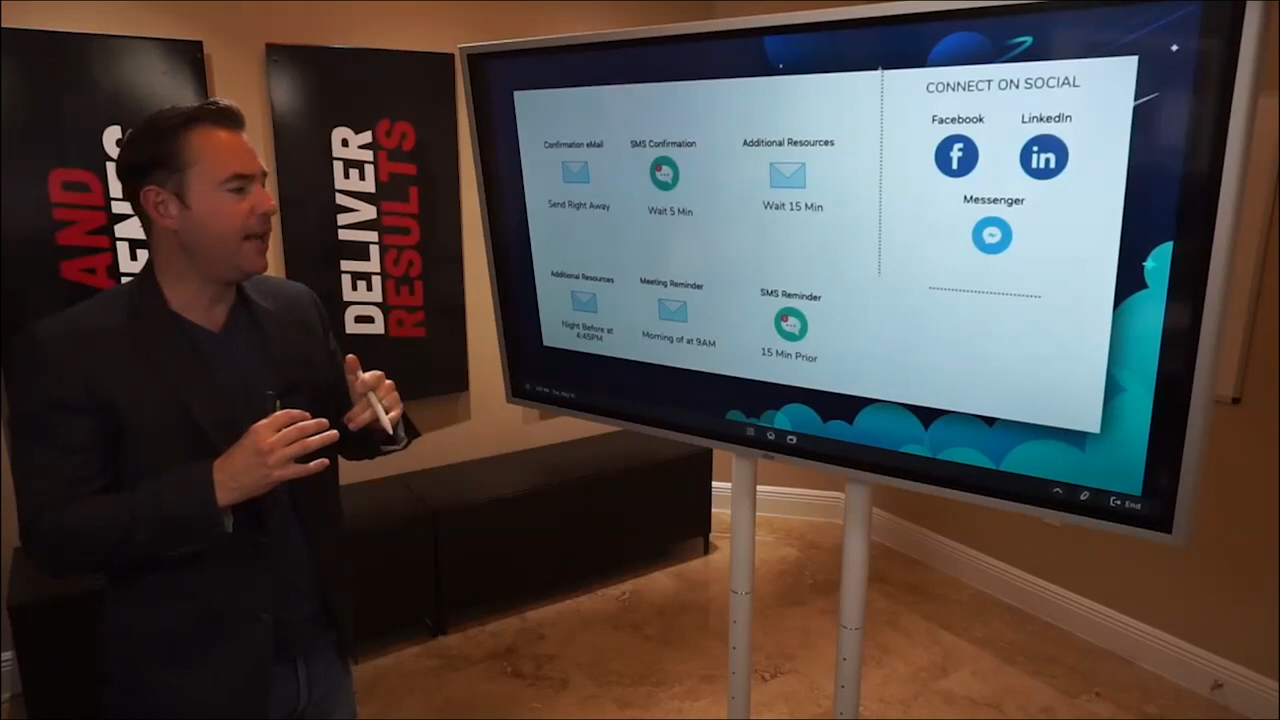 AND
DELIVER
RESULTS
Confirmation eMail
SMS Confirmation
Additional Resources
Send Right Away
Wait 5 Min
Wait 15 Min
Additional Resources
Meeting Reminder
SMS Reminder
Night Before at
4:45PM
Morning of at 9AM
15 Min Prior
CONNECT ON SOCIAL
Facebook
LinkedIn
Messenger
End